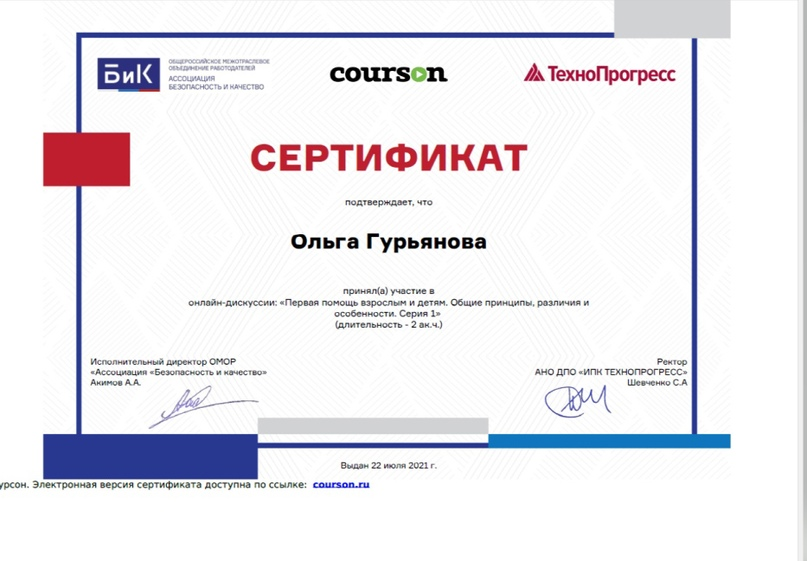 БиК
ОБЩЕРОССИЙСКОЕ МЕЖОТРАСЛЕВОЕ
ОБЪЕДИНЕНИЕ РАБОТОДАТЕЛЕЙ
АССОЦИАЦИЯ
БЕЗОПАСНОСТЬ И КАЧЕСТВО
courson
ТехноПрогресс
СЕРТИФИКАТ
подтверждает, что
Ольга Гурьянова
принял(а) участие в
онлайн-дискуссии: «Первая помощь взрослым и детям. Общие принципы, различия и
особенности. Серия 1»
(длительность - 2 ак.ч.)
Исполнительный директор ОМОР
«Ассоциация «Безопасность и качество»
Акимов А.А.
Ректор
АНО ДПО «ИПК ТЕХНОПРОГРЕСС»
Шевченко С.А
Выдан 22 июля 2021 г.
урсон. Электронная версия сертификата доступна по ссылке: courson.ru